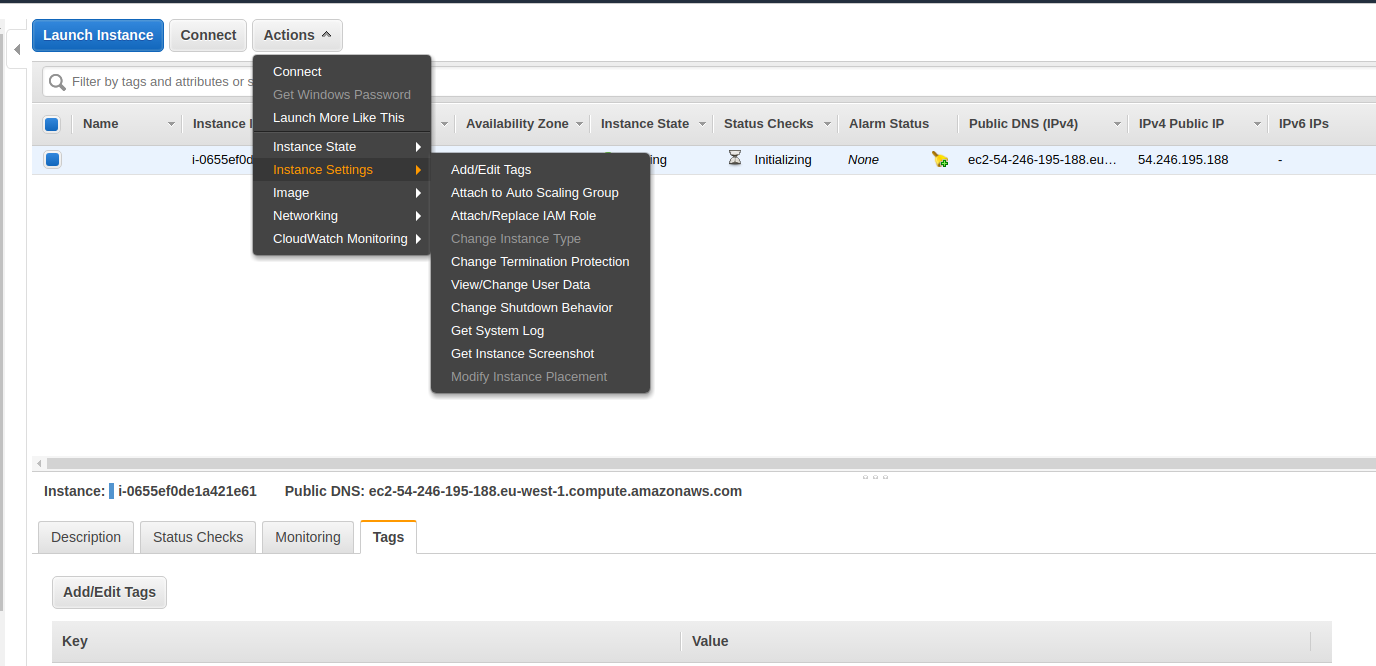 Launch Instance Connect Actions
Filter by tags and attributes or s
Connect
Get Windows Password
Launch More Like This
Instance State
Instance Settings
Image
Networking
CloudWatch Monitoring
Name Instance I Availability Zone Instance State Status Checks Alarm Status Public DNS (IPv4) IPv4 Public IP IPv6 IPs
i-0655ef0d ing Initializing None ec2-54-246-195-188.eu… 54.246.195.188 -
Add/Edit Tags
Attach to Auto Scaling Group
Attach/Replace IAM Role
Change Instance Type
Change Termination Protection
View/Change User Data
Change Shutdown Behavior
Get System Log
Get Instance Screenshot
Modify Instance Placement
Instance: i-0655ef0de1a421e61 Public DNS: ec2-54-246-195-188.eu-west-1.compute.amazonaws.com
Description Status Checks Monitoring Tags
Add/Edit Tags
Key Value